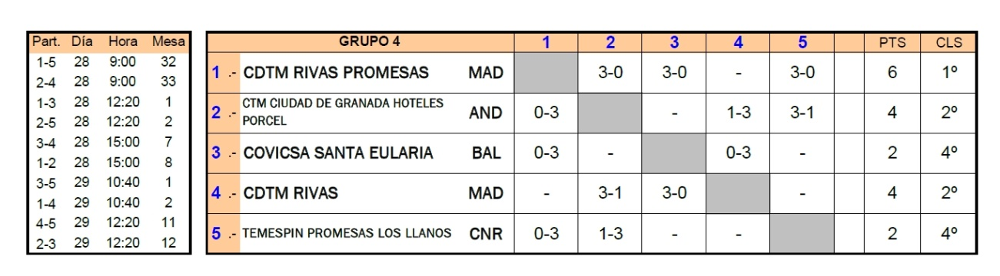 Part. Día Hora Mesa
1-5 28 9:00 32
2-4 28 9:00 33
1-3 28 12:20 1
2-5 28 12:20 2
3-4 28 15:00 7
1-2 28 15:00 8
3-5 29 10:40 1
1-4 29 10:40 2
4-5 29 12:20 11
2-3 29 12:20 12
GRUPO 4 1 2 3 4 5 PTS CLS
1 .- CDTM RIVAS PROMESAS MAD 3-0 3-0 - 3-0 6 1º
2 .- CTM CIUDAD DE GRANADA HOTELES
PORCEL AND 0-3 - 1-3 3-1 4 2º
3 .- COVICSA SANTA EULARIA BAL 0-3 - 0-3 - 2 4º
4 .- CDTM RIVAS MAD - 3-1 3-0 - 4 2º
5 .- TEMESPIN PROMESAS LOS LLANOS CNR 0-3 1-3 - - 2 4º